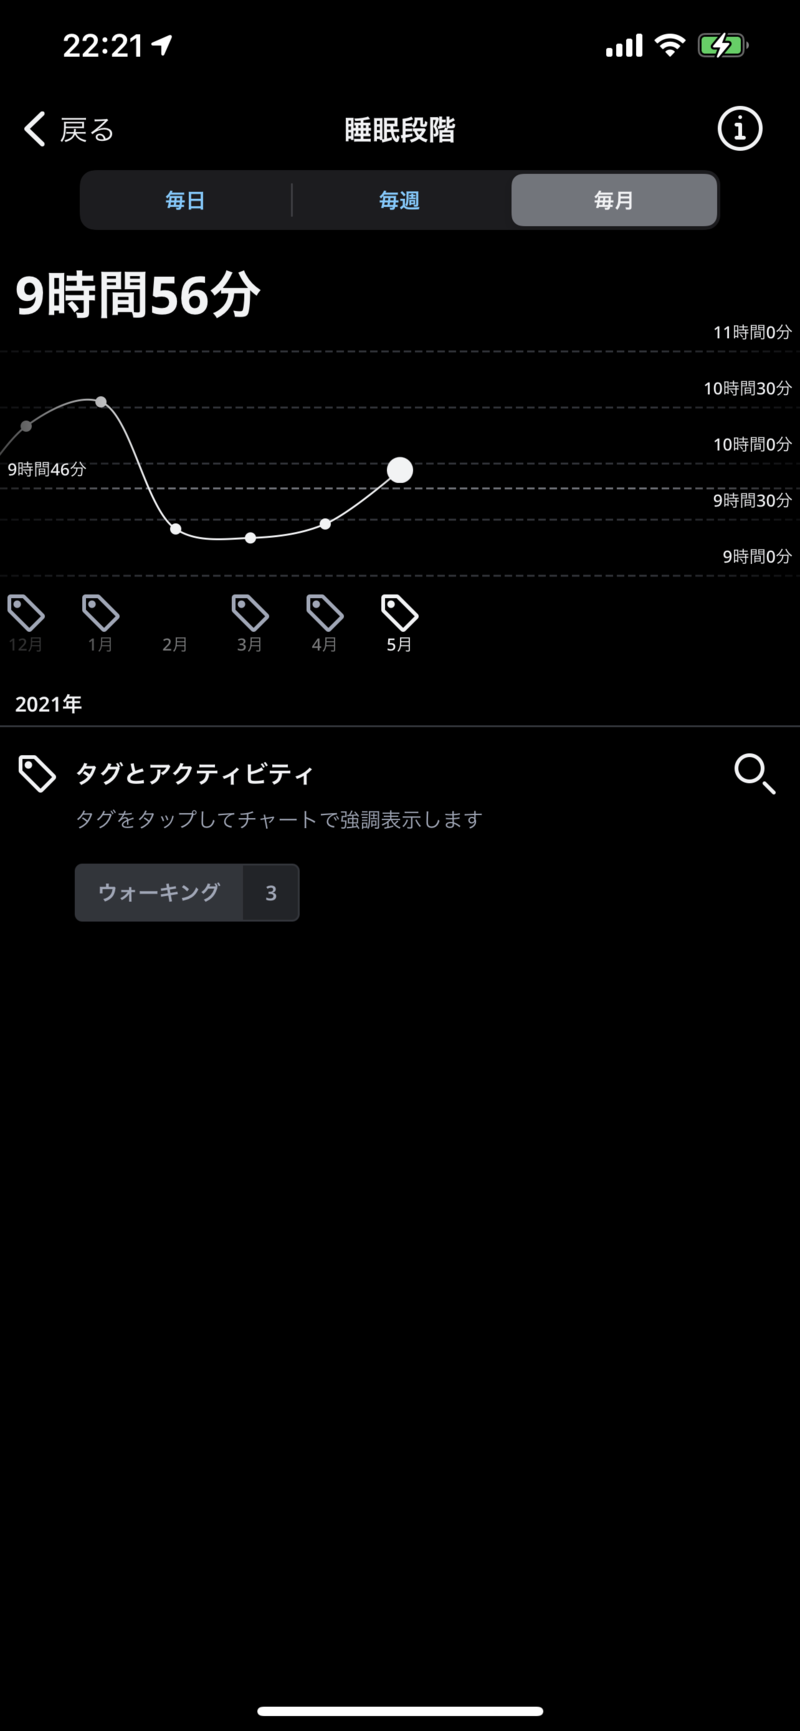 22:21
戻る
睡眠段階
毎日
毎週
毎月
9時間56分
11時間0分
10時間30分
10時間0分
9時間46分
9時間30分
9時間0分
12月
1月
2月
3月
4月
5月
2021年
タグとアクティビティ
タグをタップしてチャートで強調表示します
ウォーキング 3